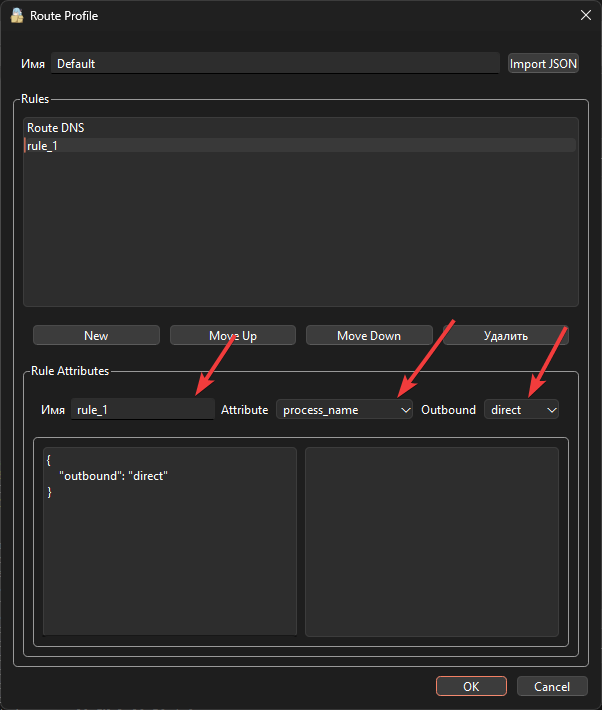 Route Profile
Имя Default Import JSON
Rules
Route DNS
rule_1
New Move Up Move Down Удалить
Rule Attributes
Имя rule_1 Attribute process_name Outbound direct
{
"outbound": "direct"
}
OK Cancel